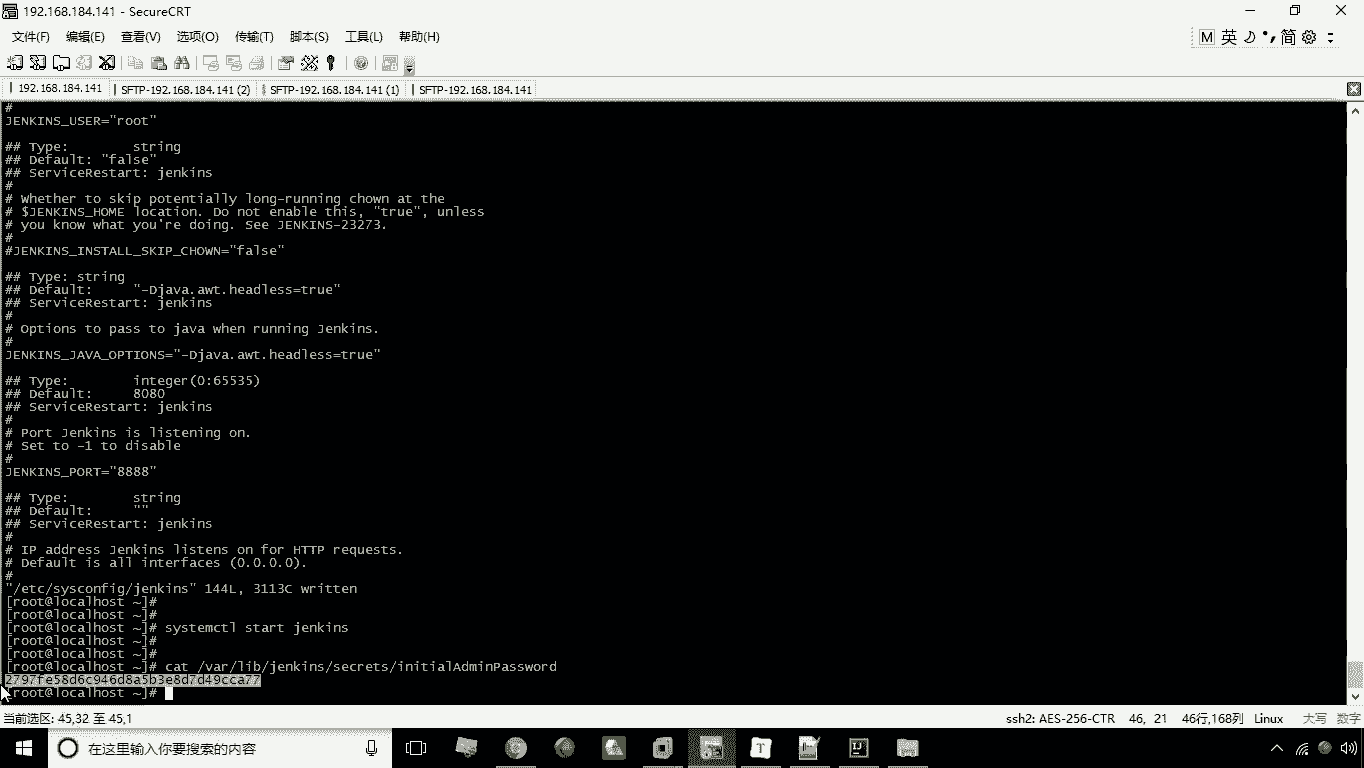 192.168.184.141 - SecureCRT
文件(F) 编辑(E) 查看(V) 选项(O) 传输(T) 脚本(S) 工具(L) 帮助(H)
M 英 简
192.168.184.141 SFTP-192.168.184.141 (2) SFTP-192.168.184.141 (1) SFTP-192.168.184.141
#
JENKINS_USER="root"
## Type: string
## Default: "false"
## ServiceRestart: jenkins
#
# Whether to skip potentially long-running chown at the
# $JENKINS_HOME location. Do not enable this, "true", unless
# you know what you're doing. See JENKINS-23273.
#
#JENKINS_INSTALL_SKIP_CHOWN="false"
## Type: string
## Default: "-Djava.awt.headless=true"
## ServiceRestart: jenkins
#
# Options to pass to java when running Jenkins.
#
JENKINS_JAVA_OPTIONS="-Djava.awt.headless=true"
## Type: integer(0:65535)
## Default: 8080
## ServiceRestart: jenkins
#
# Port Jenkins is listening on.
# Set to -1 to disable
#
JENKINS_PORT="8888"
## Type: string
## Default: ""
## ServiceRestart: jenkins
#
# IP address Jenkins listens on for HTTP requests.
# Default is all interfaces (0.0.0.0).
#
"/etc/sysconfig/jenkins" 144L, 3113C written
[root@localhost ~]#
[root@localhost ~]#
[root@localhost ~]# systemctl start jenkins
[root@localhost ~]#
[root@localhost ~]#
[root@localhost ~]# cat /var/lib/jenkins/secrets/initialAdminPassword
2797fe58d6c946d8a5b3e8d7d49cca77
[root@localhost ~]#
当前选区: 45,32 至 45,1 ssh2: AES-256-CTR 46, 21 46行,168列 Linux 大写 数字
在这里输入你要搜索的内容